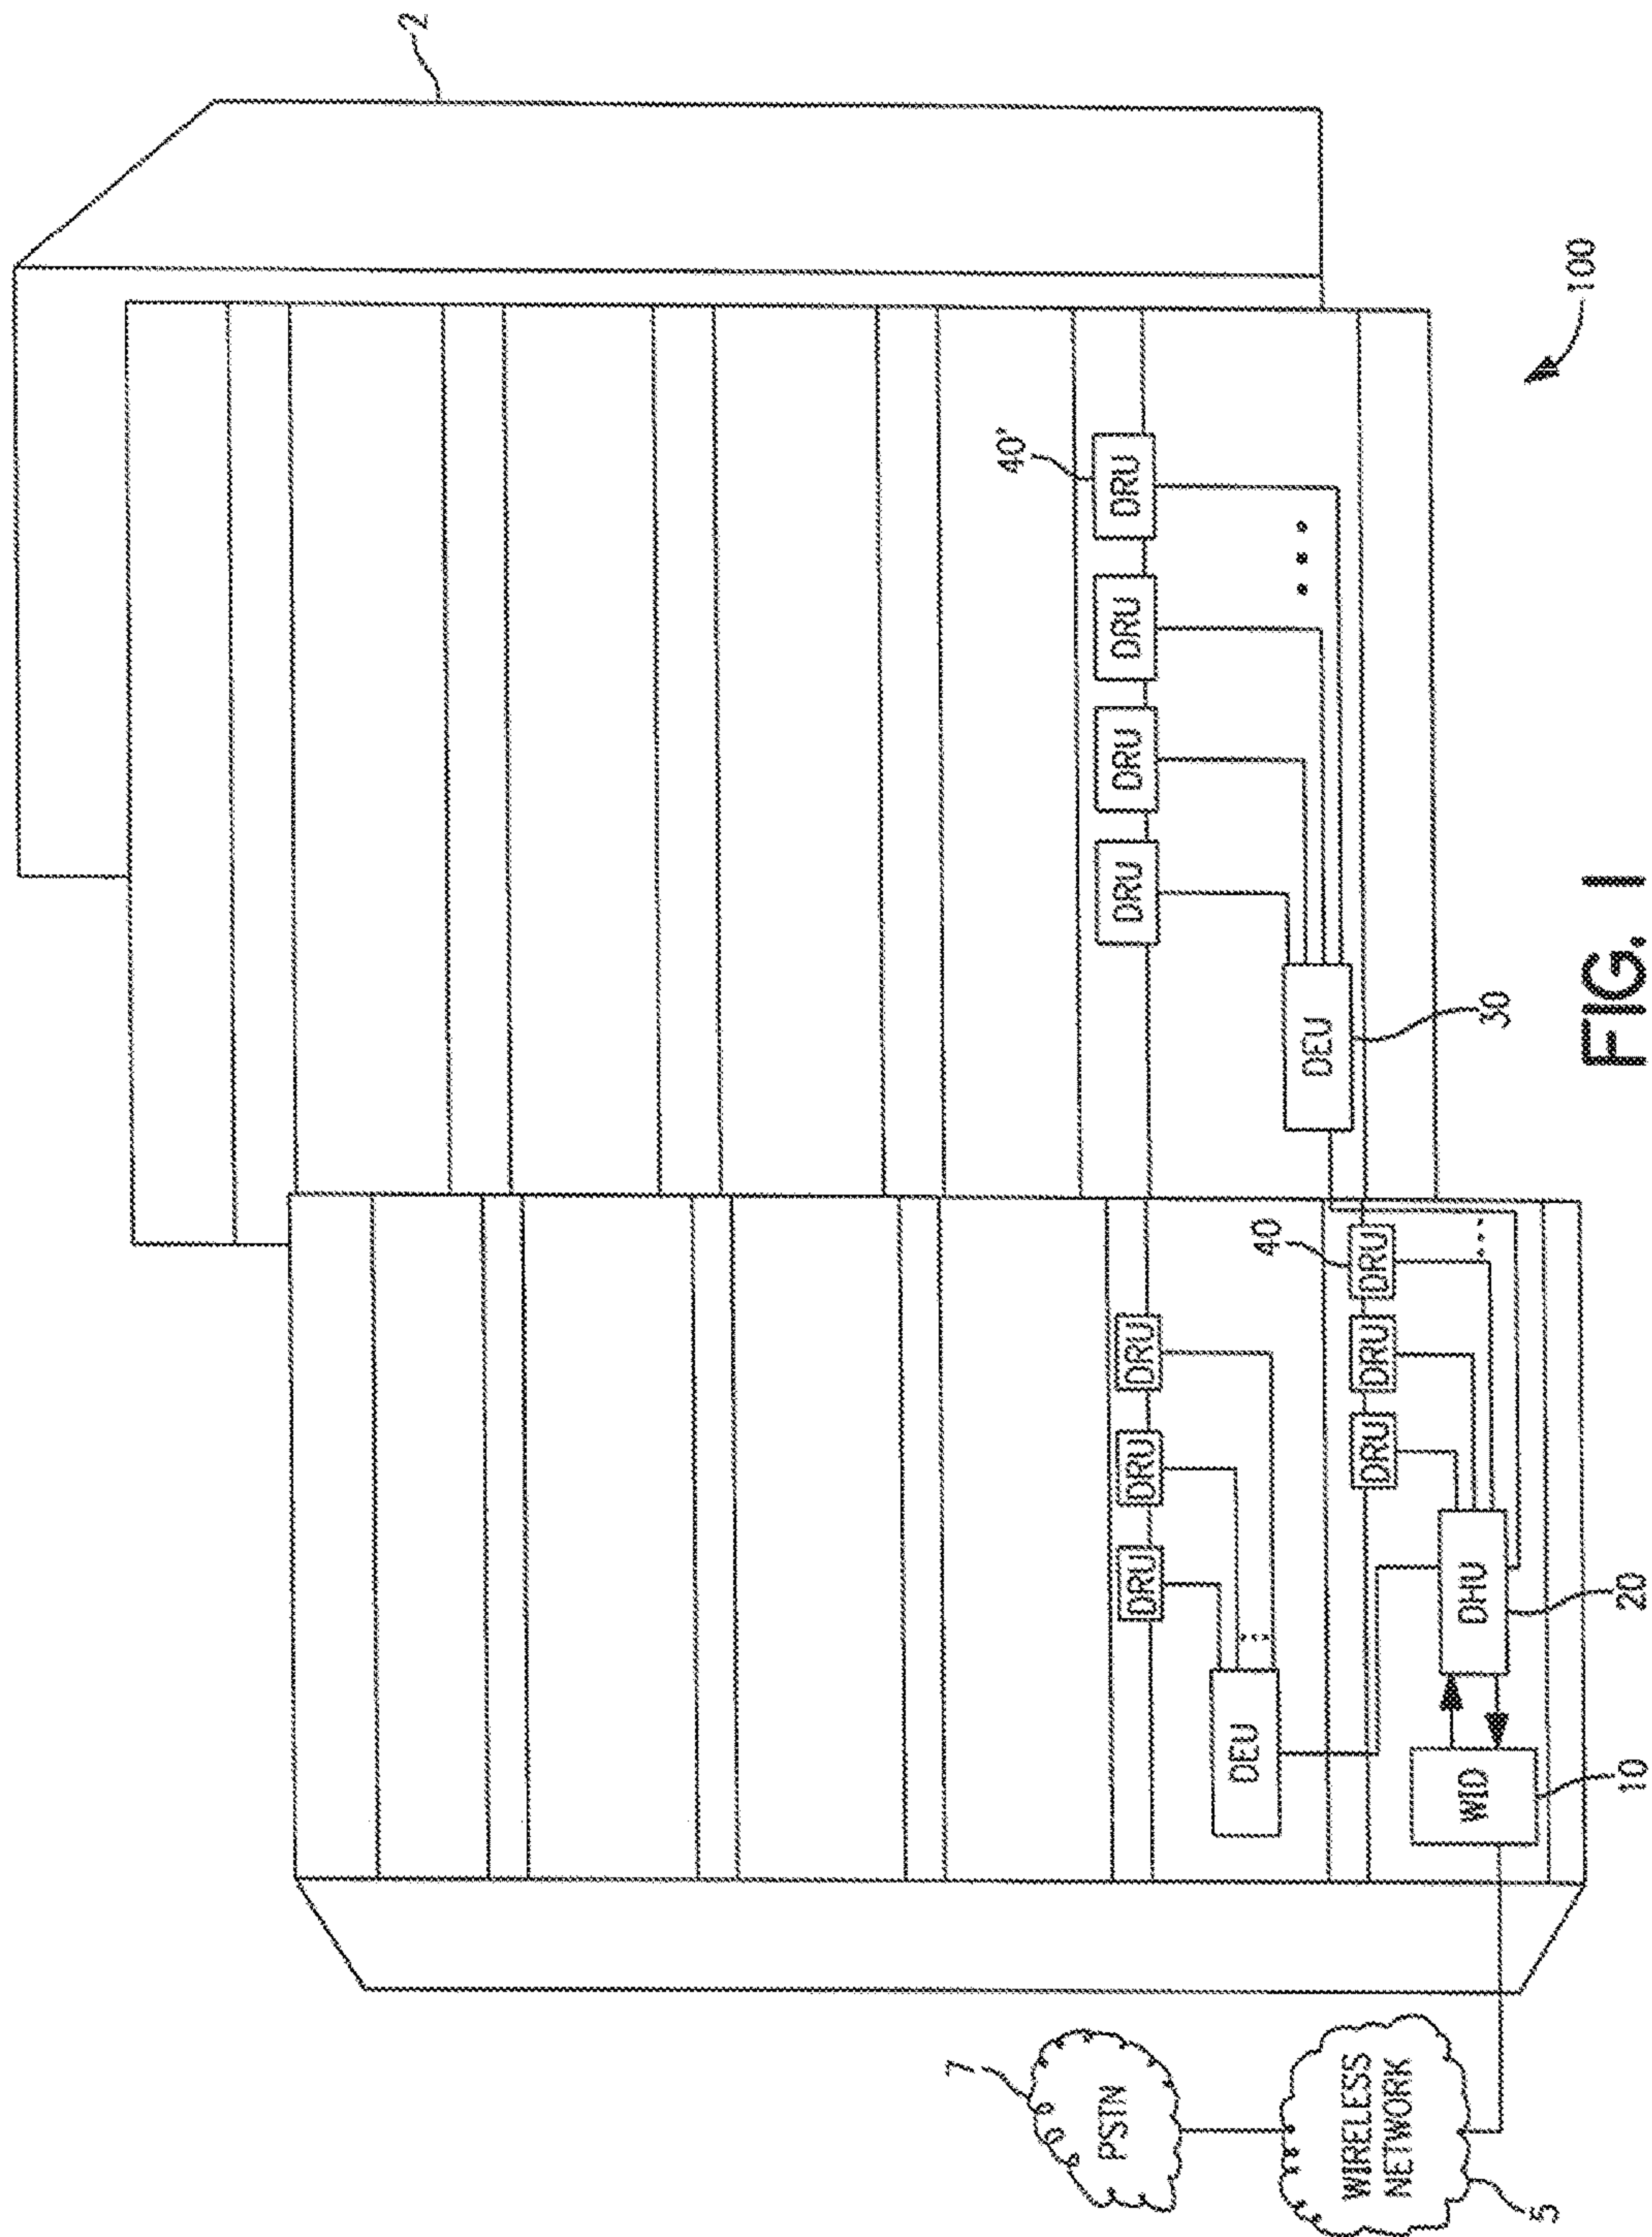 2
7
40'
PSTN
DRU
DRU
DRU
DRU
DRU
DRU
DRU
DEU
40
DEU
WIRELESS
NETWORK
DRU
DRU
DRU
WID
DHU
30
5
100
10
20
FIG. 1